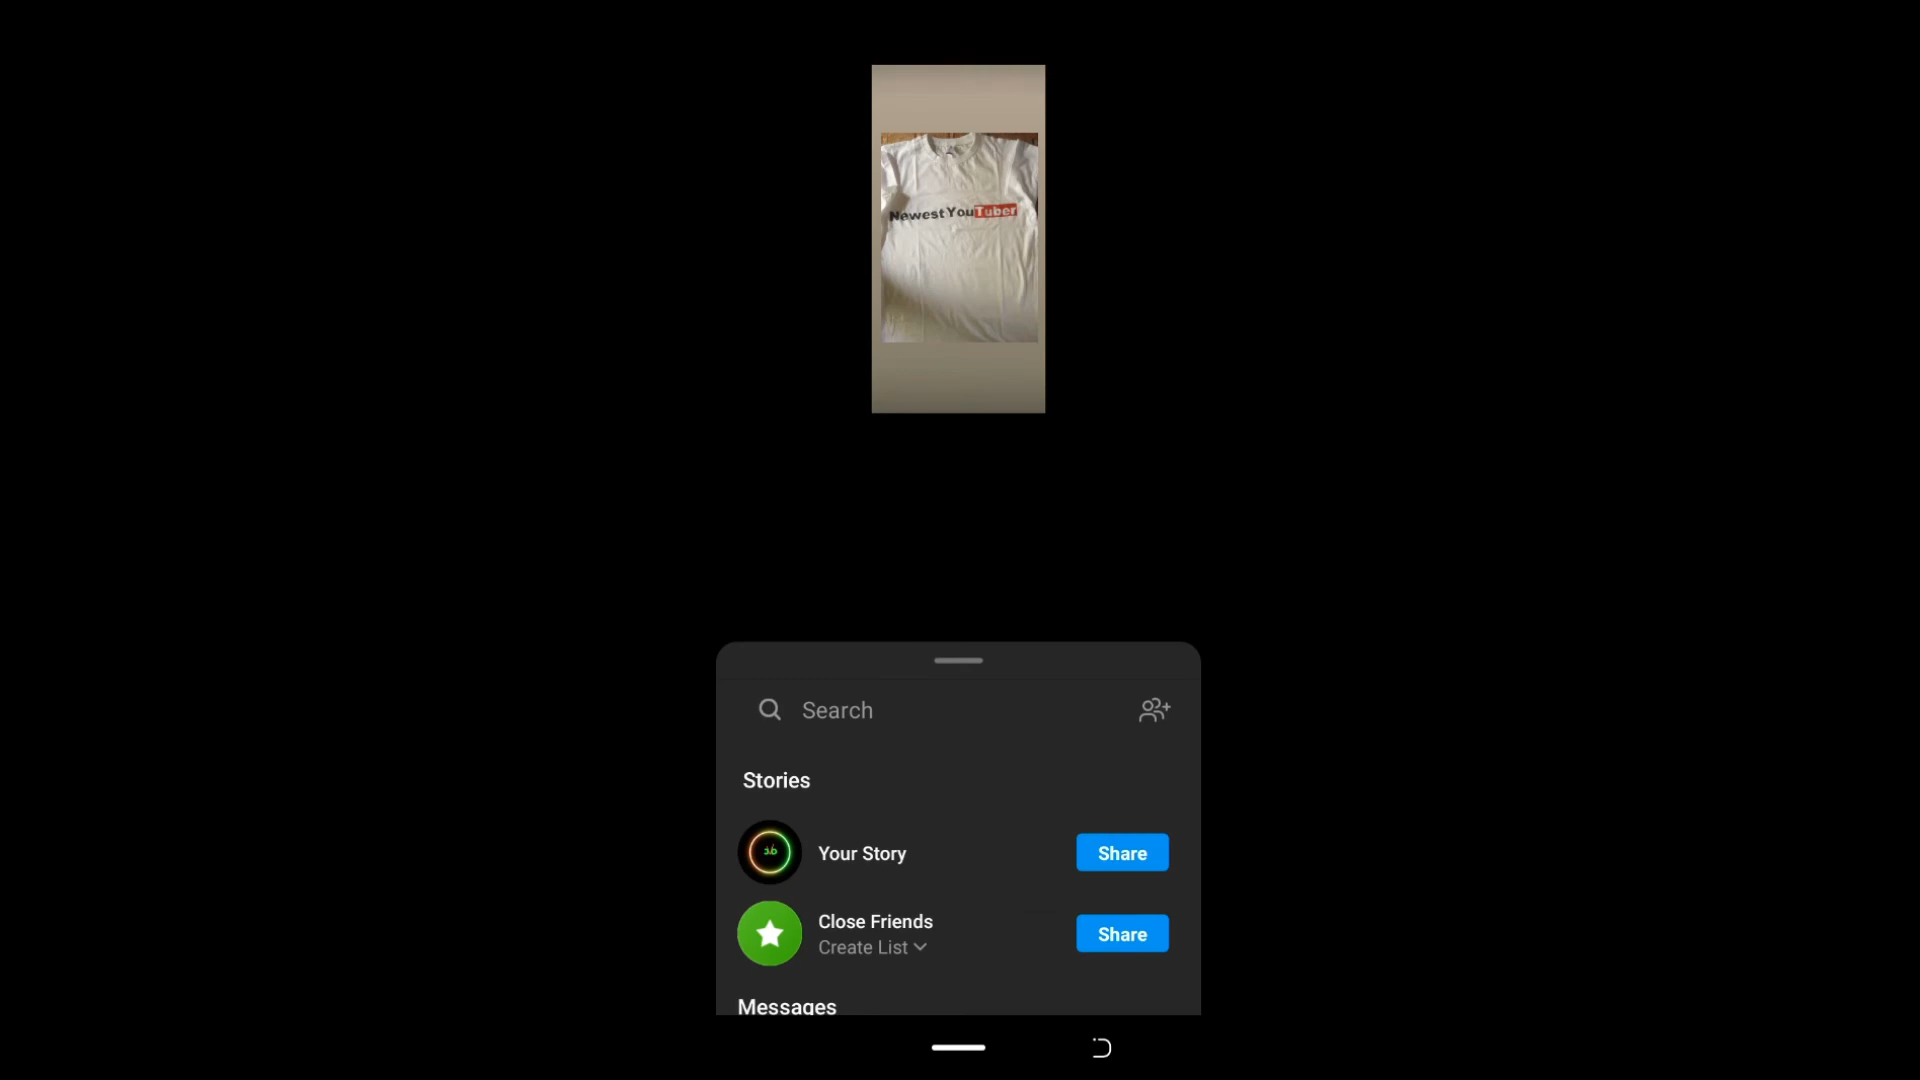 Newest YouTuber
Search
Stories
Your Story
Share
Close Friends
Create List
Share
Messages